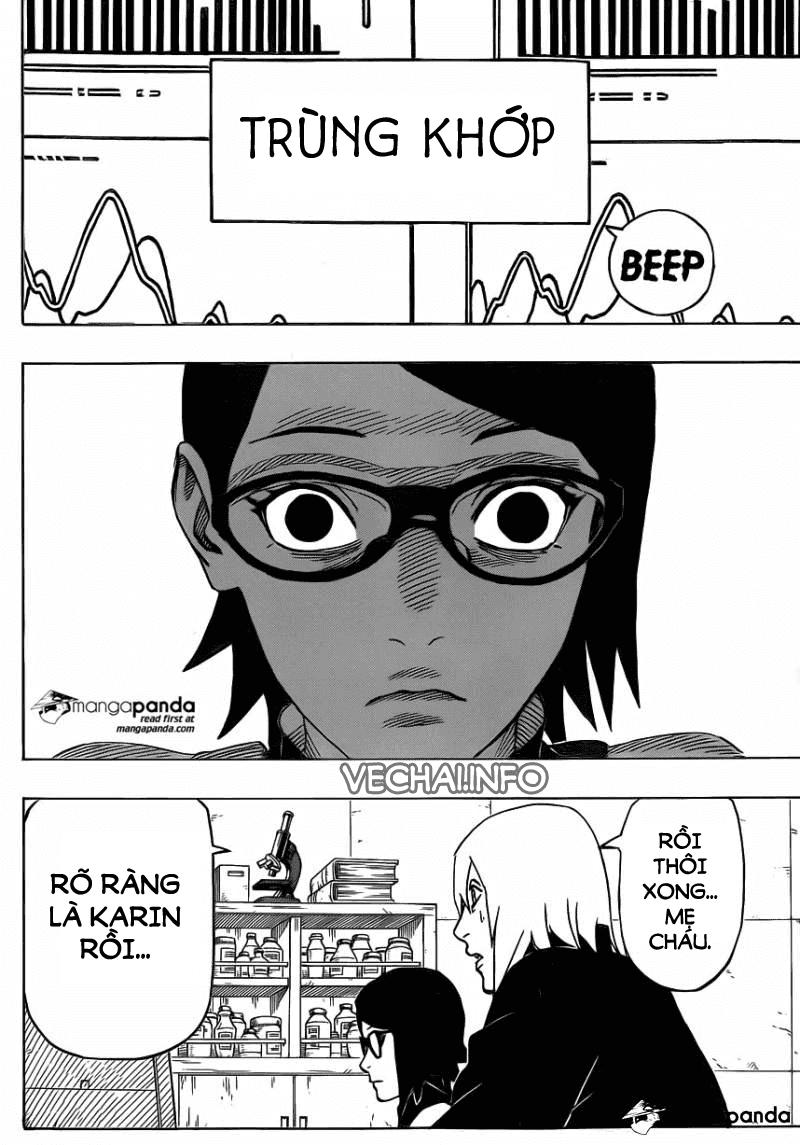 TRÙNG KHỚP
BEEP
mangapanda
read first at
mangapanda.com
VECHAI.INFO
RỒI
THÔI
XONG...
MẸ
CHÁU.
RÕ RÀNG
LÀ KARIN
RỒI...
mangapanda